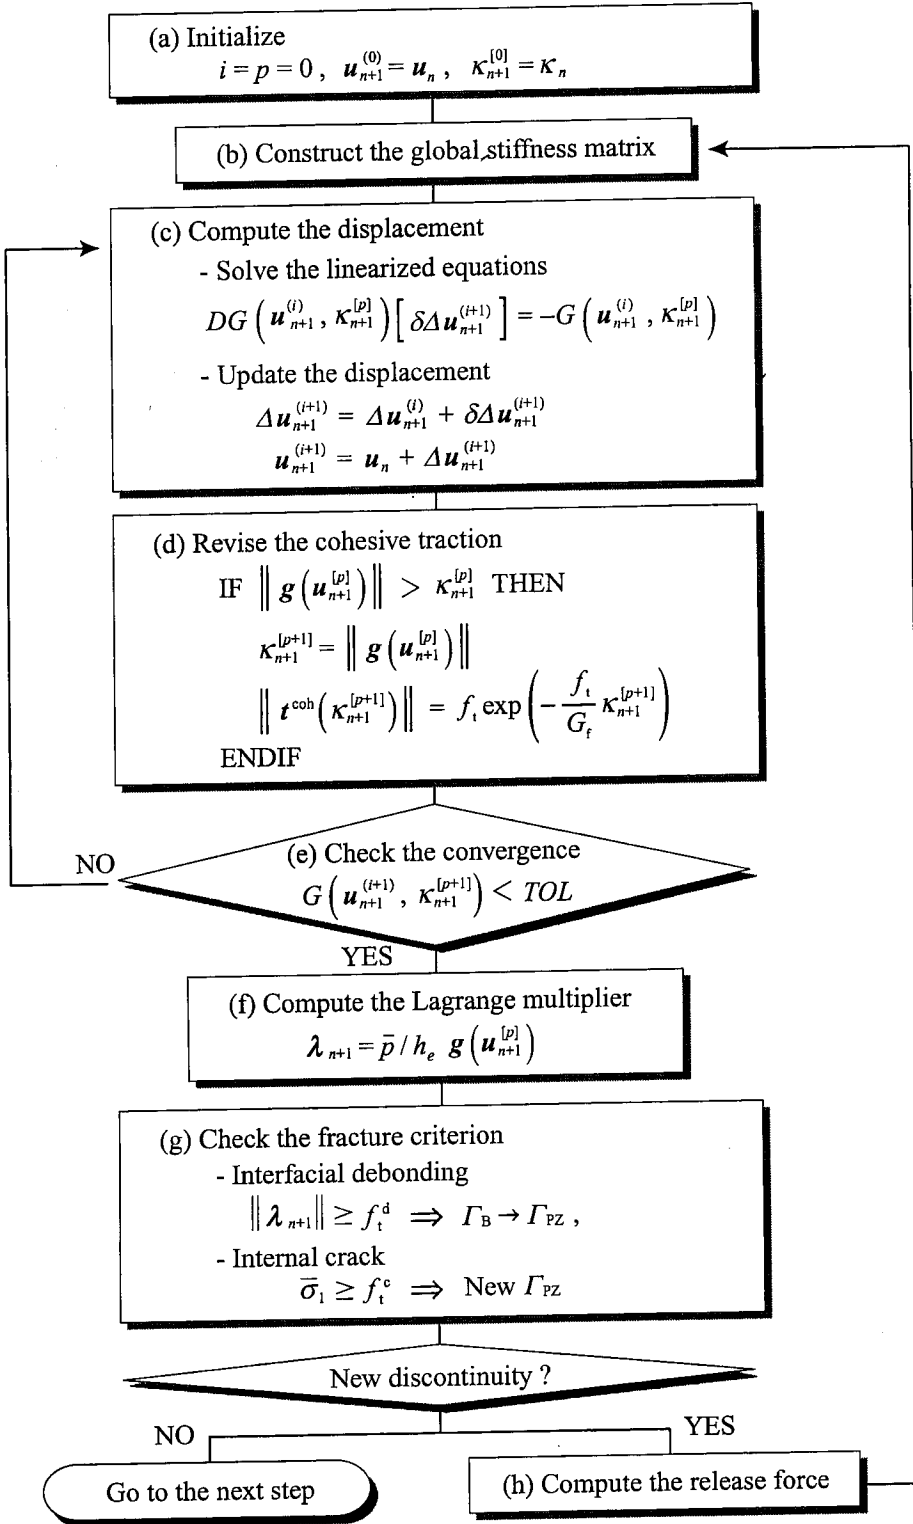 (a) Initialize
i = p = 0 , u_{n+1}^{(0)} = u_n , κ_{n+1}^{[0]} = κ_n
(b) Construct the global stiffness matrix
(c) Compute the displacement
- Solve the linearized equations
DG ( u_{n+1}^{(i)} , κ_{n+1}^{[p]} ) [ δΔu_{n+1}^{(i+1)} ] = –G ( u_{n+1}^{(i)} , κ_{n+1}^{[p]} )
- Update the displacement
Δu_{n+1}^{(i+1)} = Δu_{n+1}^{(i)} + δΔu_{n+1}^{(i+1)}
u_{n+1}^{(i+1)} = u_n + Δu_{n+1}^{(i+1)}
(d) Revise the cohesive traction
IF ‖ g ( u_{n+1}^{[p]} ) ‖ > κ_{n+1}^{[p]} THEN
κ_{n+1}^{[p+1]} = ‖ g ( u_{n+1}^{[p]} ) ‖
‖ t^{coh} ( κ_{n+1}^{[p+1]} ) ‖ = f_t exp ( – \frac{f_t}{G_f} κ_{n+1}^{[p+1]} )
ENDIF
(e) Check the convergence
NO
G ( u_{n+1}^{(i+1)} , κ_{n+1}^{[p+1]} ) < TOL
YES
(f) Compute the Lagrange multiplier
λ_{n+1} = p̄ / h_e g ( u_{n+1}^{[p]} )
(g) Check the fracture criterion
- Interfacial debonding
‖ λ_{n+1} ‖ ≥ f_t^d ⇒ Γ_B → Γ_{PZ} ,
- Internal crack
σ̄_1 ≥ f_t^c ⇒ New Γ_{PZ}
New discontinuity ?
NO
YES
Go to the next step
(h) Compute the release force